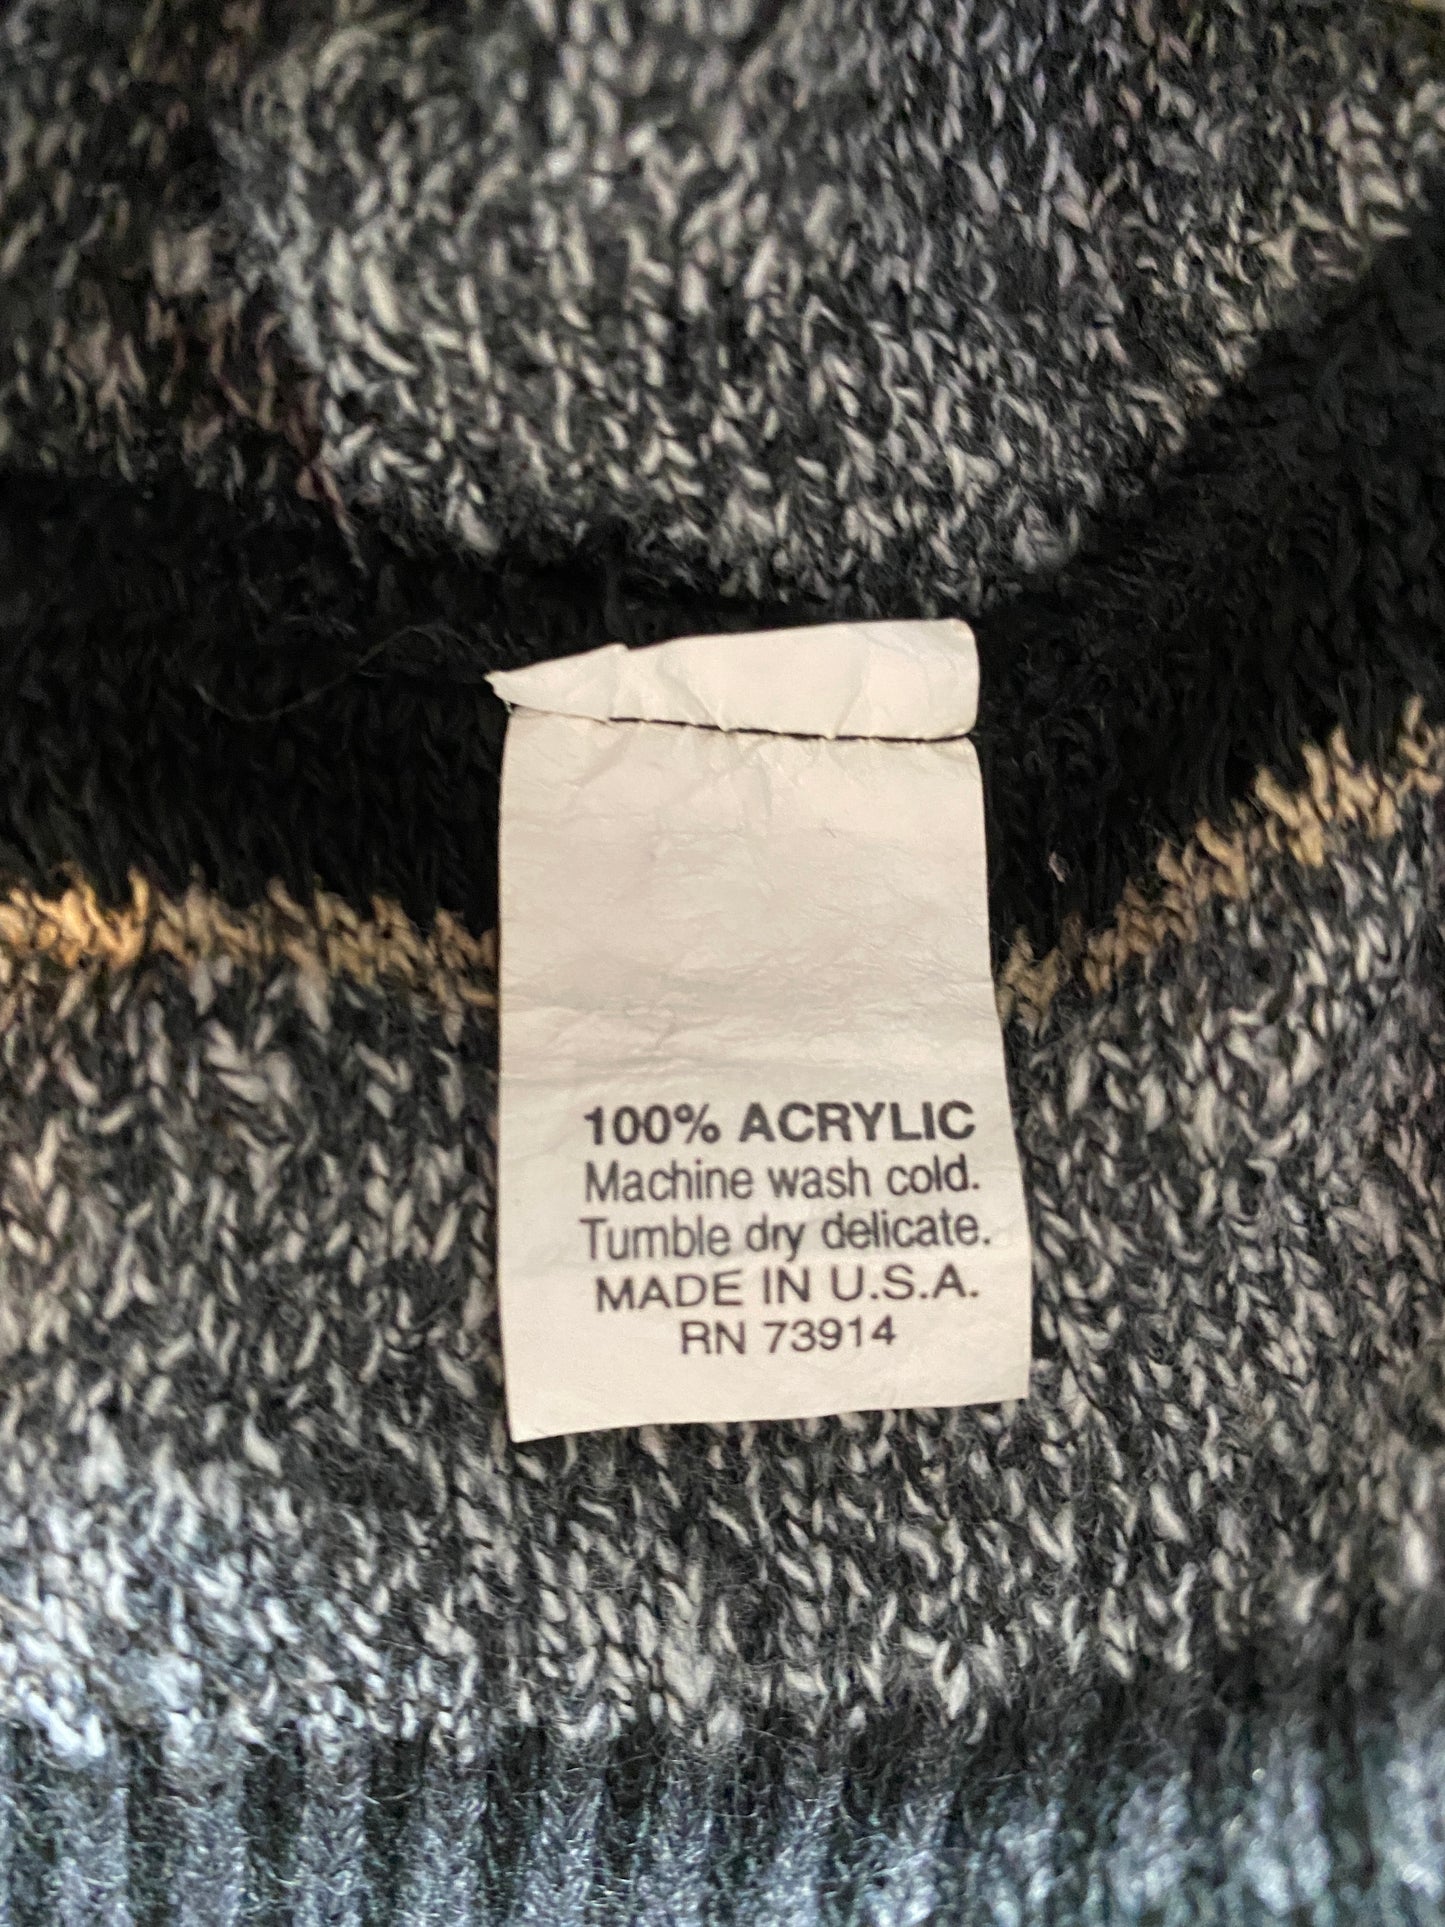 100% ACRYLIC
Machine wash cold.
Tumble dry delicate.
MADE IN U.S.A.
RN 73914